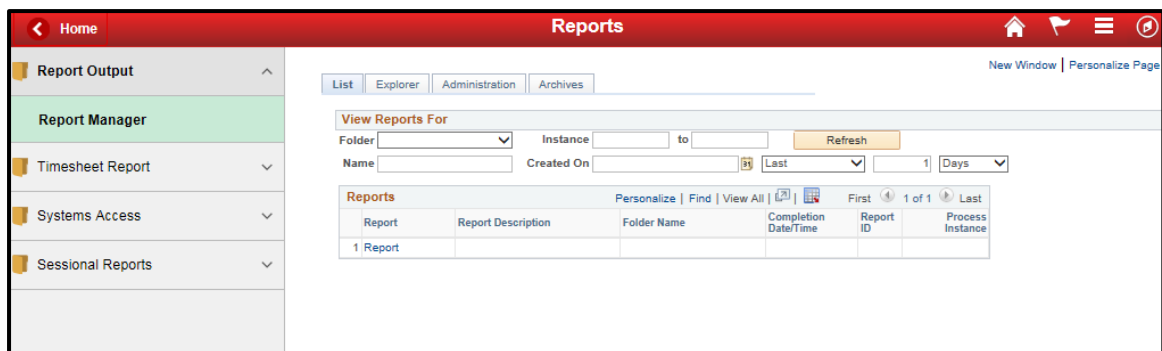 Home
Reports
Report Output
Report Manager
Timesheet Report
Systems Access
Sessional Reports
New Window | Personalize Page
List Explorer Administration Archives
View Reports For
Folder Instance to Refresh
Name Created On 31 Last 1 Days
Reports Personalize | Find | View All | First 1 of 1 Last
Report Report Description Folder Name Completion Date/Time Report ID Process Instance
1 Report